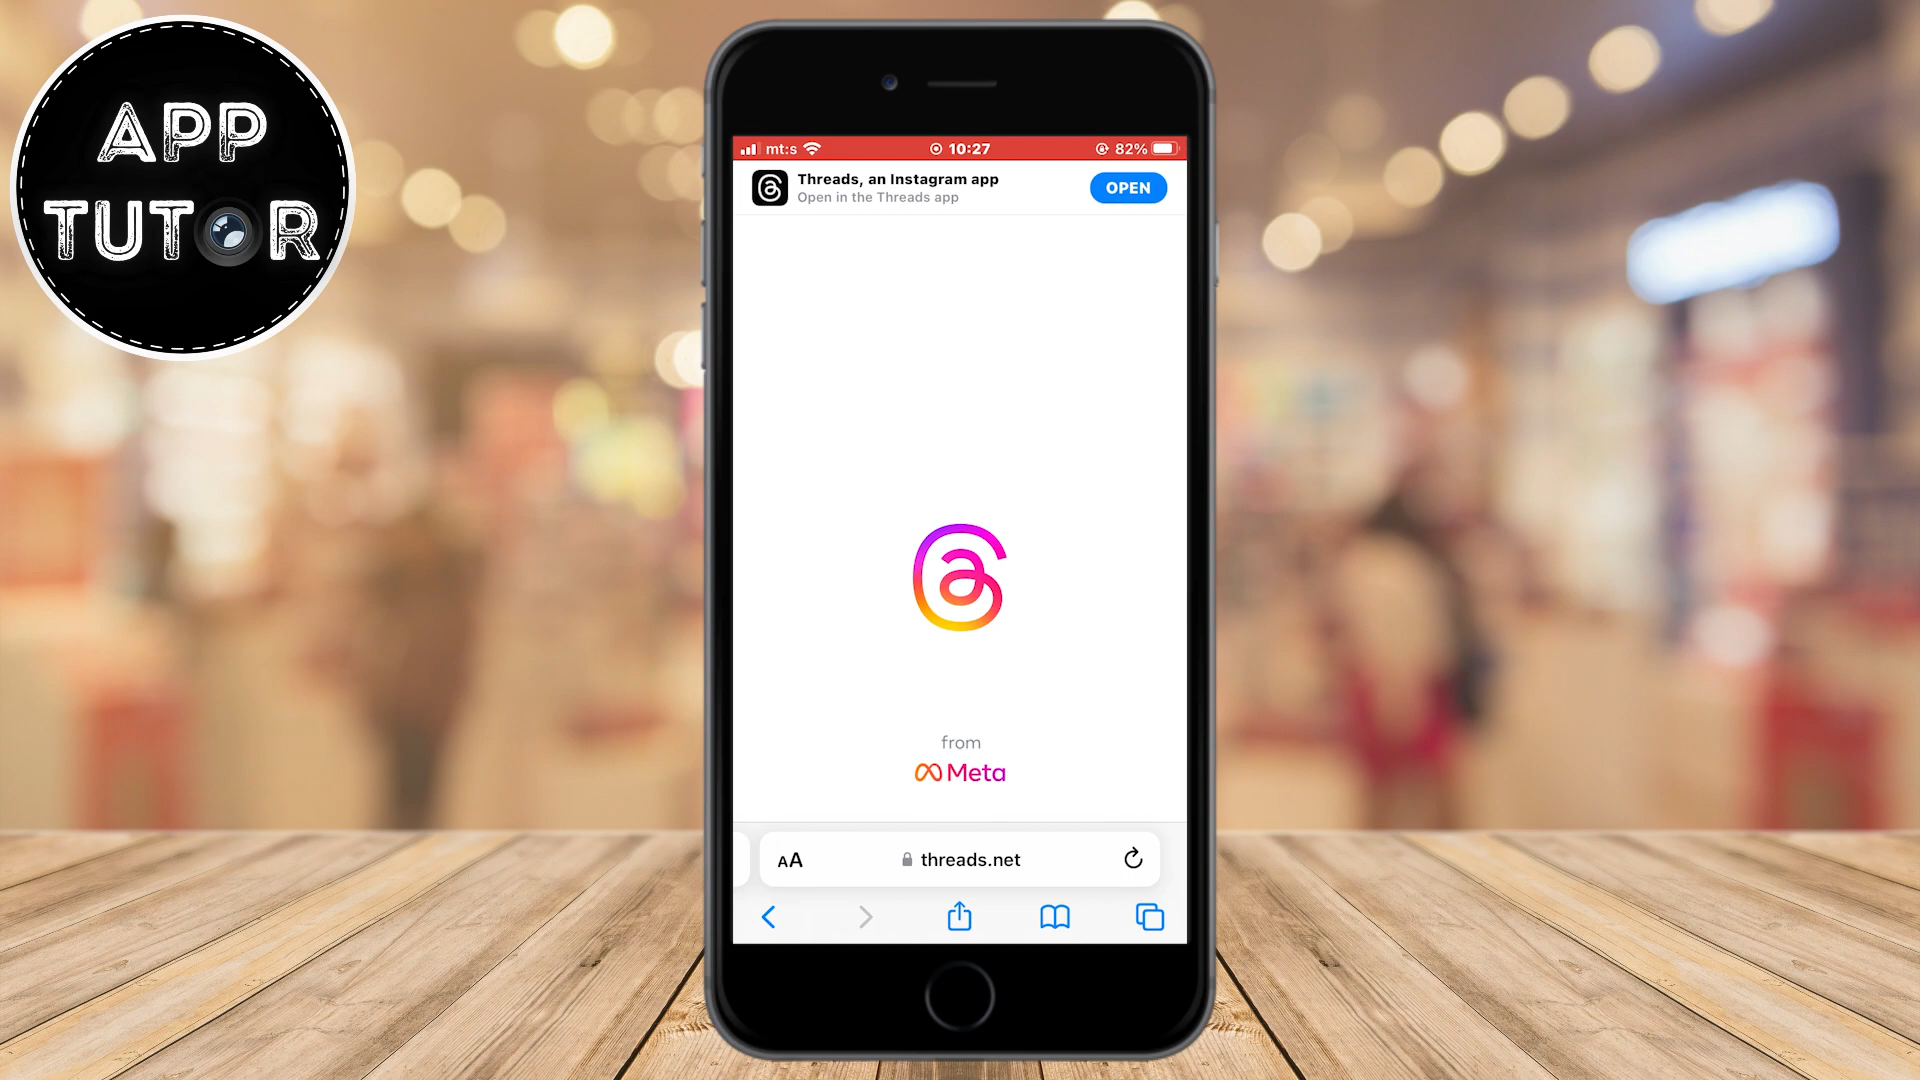 APP
TUTOR
mt:s
10:27
82%
Threads, an Instagram app
Open in the Threads app
OPEN
from
Meta
AA
threads.net